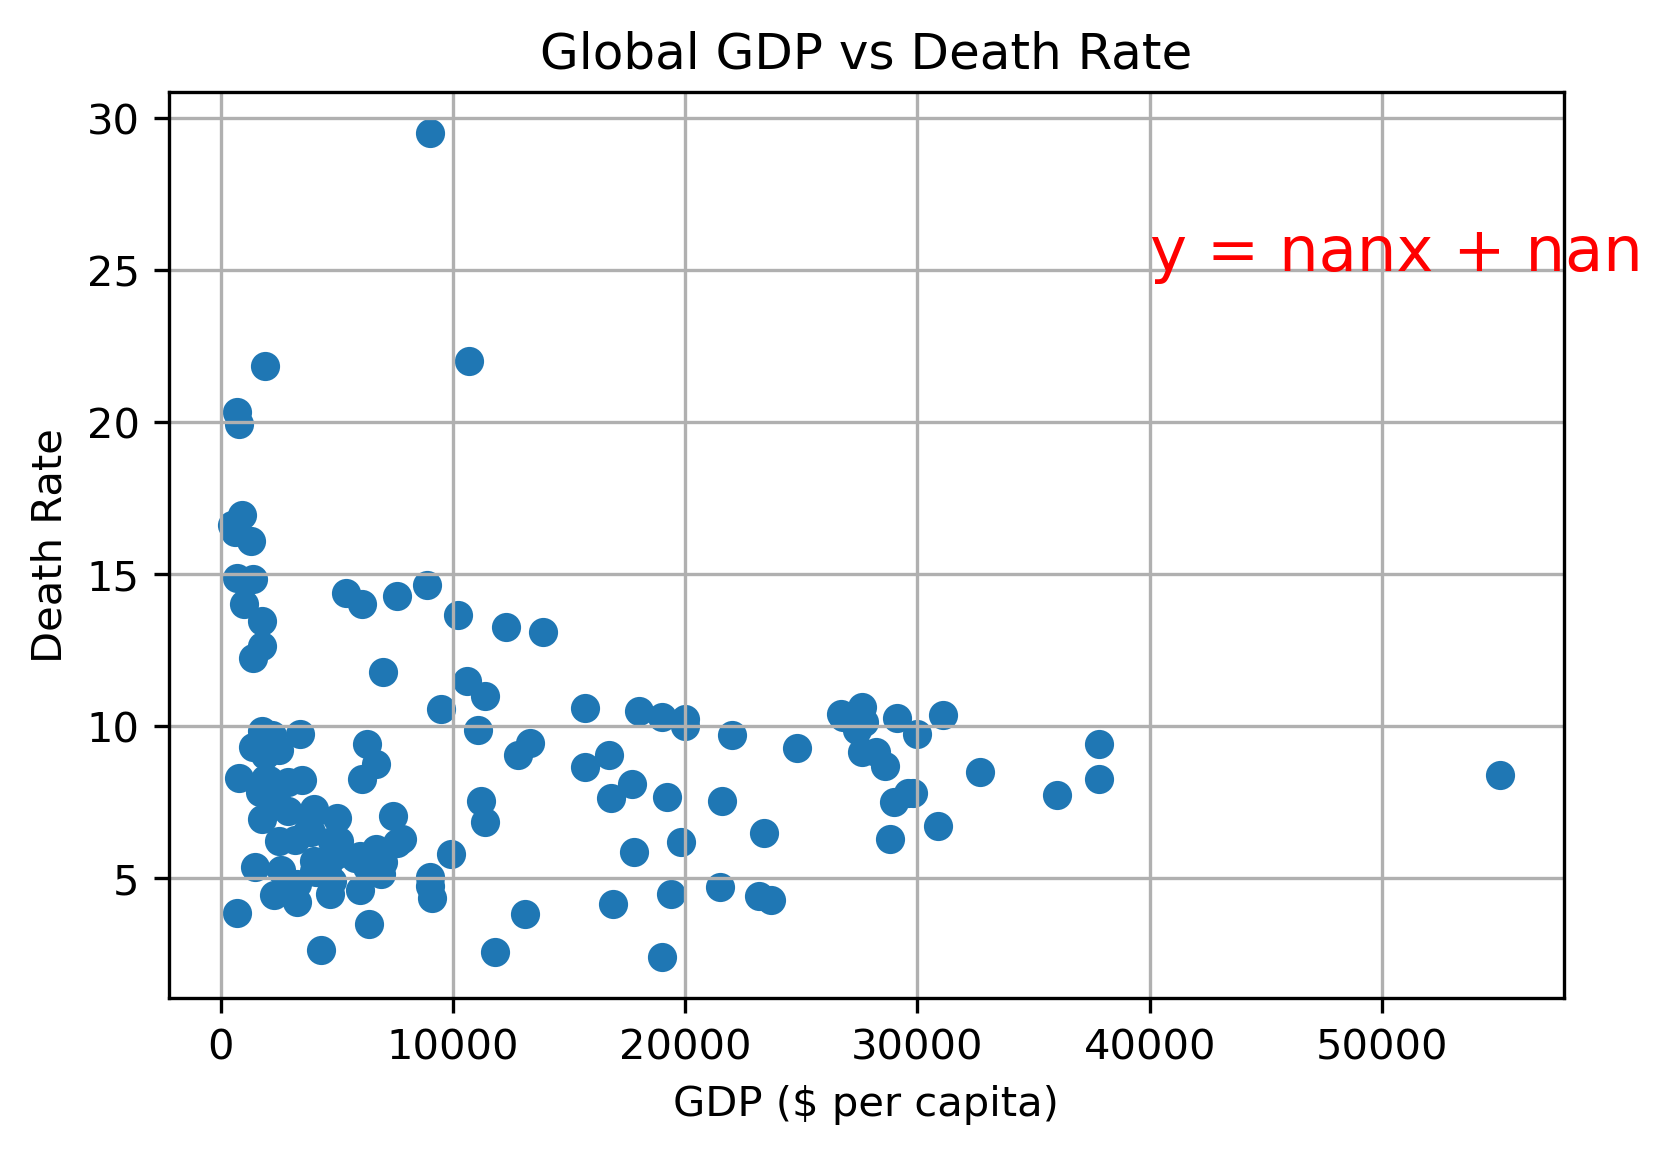 Global GDP vs Death Rate
30
25
20
15
10
5
Death Rate
y = nanx + nan
0 10000 20000 30000 40000 50000
GDP ($ per capita)